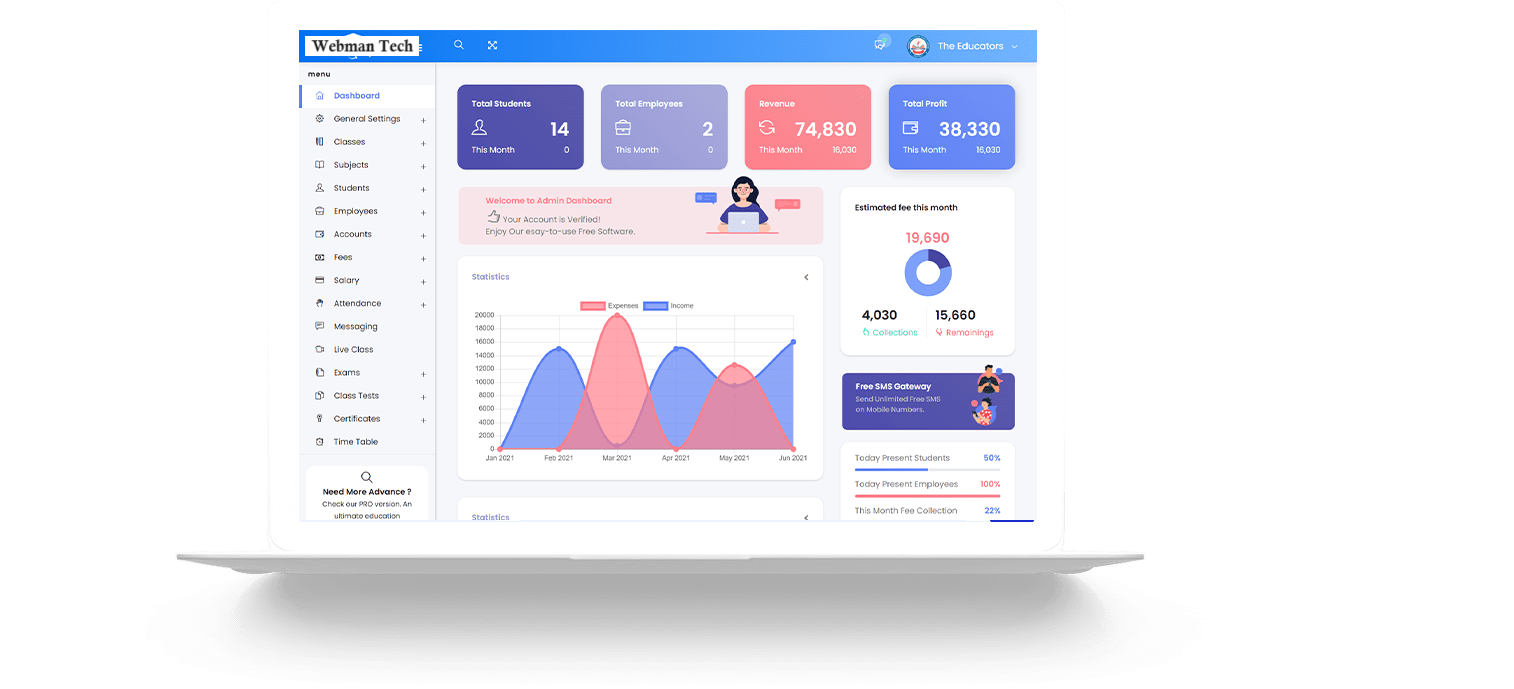 Webman Tech
The Educators
menu
Dashboard
General Settings +
Classes +
Subjects +
Students +
Employees +
Accounts +
Fees +
Salary +
Attendance +
Messaging
Live Class
Exams +
Class Tests +
Certificates +
Time Table
Need More Advance ?
Check our PRO version. An
ultimate education
Total Students
14
This Month 0
Total Employees
2
This Month 0
Revenue
74,830
This Month 16,030
Total Profit
38,330
This Month 16,030
Welcome to Admin Dashboard
Your Account is Verified!
Enjoy Our esay-to-use Free Software.
Statistics
Expenses Income
20000
18000
16000
14000
12000
10000
8000
6000
4000
2000
0
Jan 2021 Feb 2021 Mar 2021 Apr 2021 May 2021 Jun 2021
Statistics
Estimated fee this month
19,690
4,030 15,660
Collections Remainings
Free SMS Gateway
Send Unlimited Free SMS
on Mobile Numbers.
Today Present Students 50%
Today Present Employees 100%
This Month Fee Collection 22%